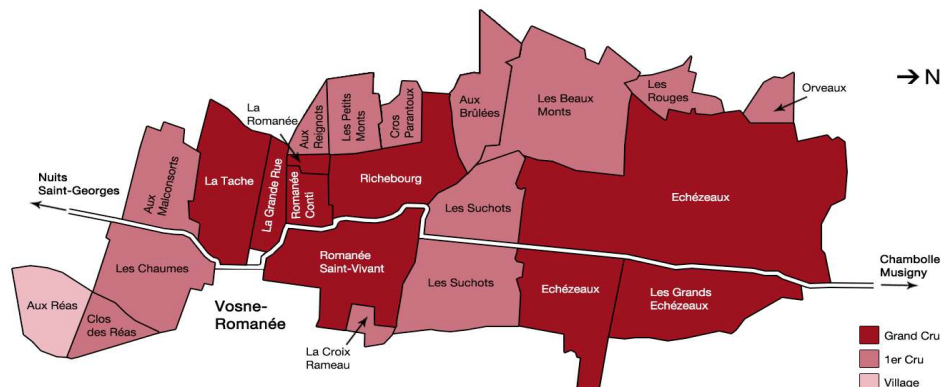 N
Orveaux
Les
Rouges
Les Beaux
Monts
Aux
Brûlées
Cros
Parantoux
Les Petits
Monts
Aux
Reignots
La
Romanée
Aux
Malconsorts
La Tache
La Grande Rue
Romanée
Conti
Richebourg
Les Suchots
Echézeaux
Nuits
Saint-Georges
Les Chaumes
Romanée
Saint-Vivant
Les Suchots
Echézeaux
Les Grands
Echézeaux
Chambolle
Musigny
Aux Réas
Clos
des Réas
Vosne-
Romanée
La Croix
Rameau
Grand Cru
1er Cru
Village